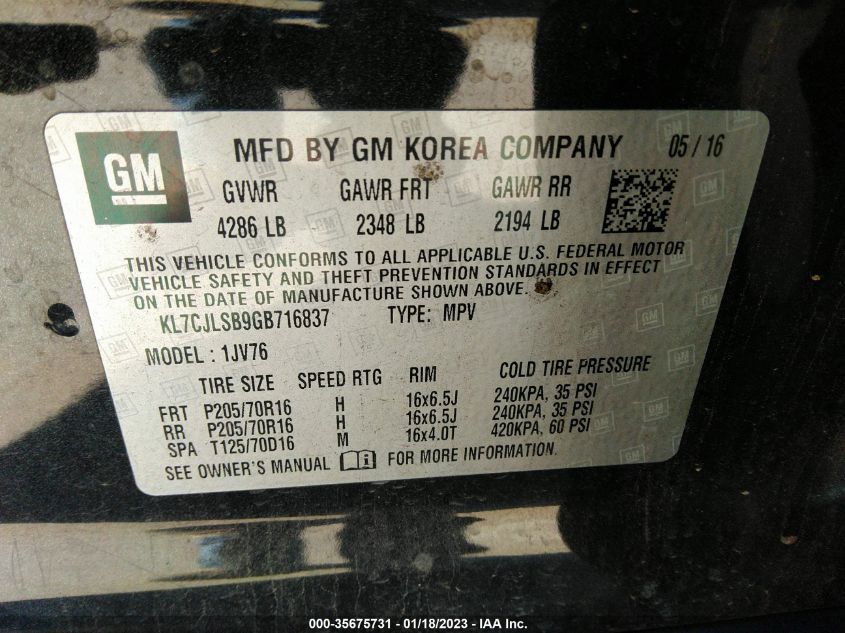 GM MFD BY GM KOREA COMPANY 05 / 16
GVWR GAWR FRT GAWR RR
4286 LB 2348 LB 2194 LB
THIS VEHICLE CONFORMS TO ALL APPLICABLE U.S. FEDERAL MOTOR
VEHICLE SAFETY AND THEFT PREVENTION STANDARDS IN EFFECT
ON THE DATE OF MANUFACTURE SHOWN ABOVE.
KL7CJLSB9GB716837 TYPE: MPV
MODEL : 1JV76
TIRE SIZE SPEED RTG RIM COLD TIRE PRESSURE
FRT P205/70R16 H 16x6.5J 240KPA, 35 PSI
RR P205/70R16 H 16x6.5J 240KPA, 35 PSI
SPA T125/70D16 M 16x4.0T 420KPA, 60 PSI
SEE OWNER'S MANUAL FOR MORE INFORMATION.
000-35675731 - 01/18/2023 - IAA Inc.